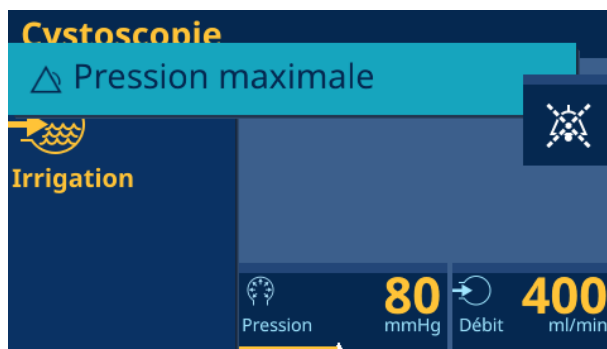 Cystoscopie
Pression maximale
Irrigation
80
400
Pression
mmHg
Débit
ml/min